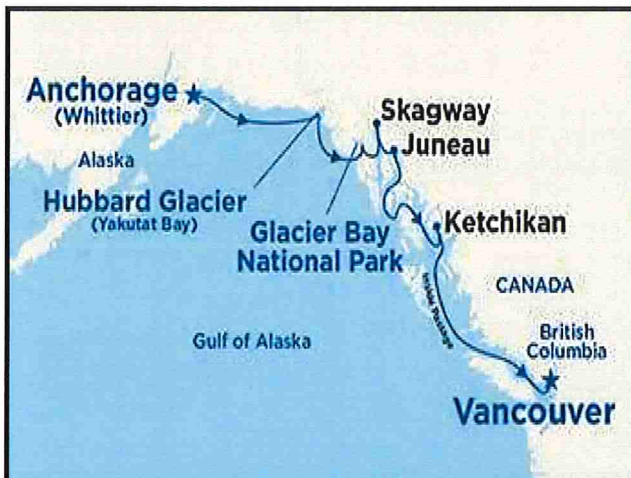 Anchorage
(Whittier)
Alaska
Hubbard Glacier
(Yakutat Bay)
Glacier Bay
National Park
Skagway
Juneau
Ketchikan
Inside Passage
CANADA
Gulf of Alaska
British
Columbia
Vancouver